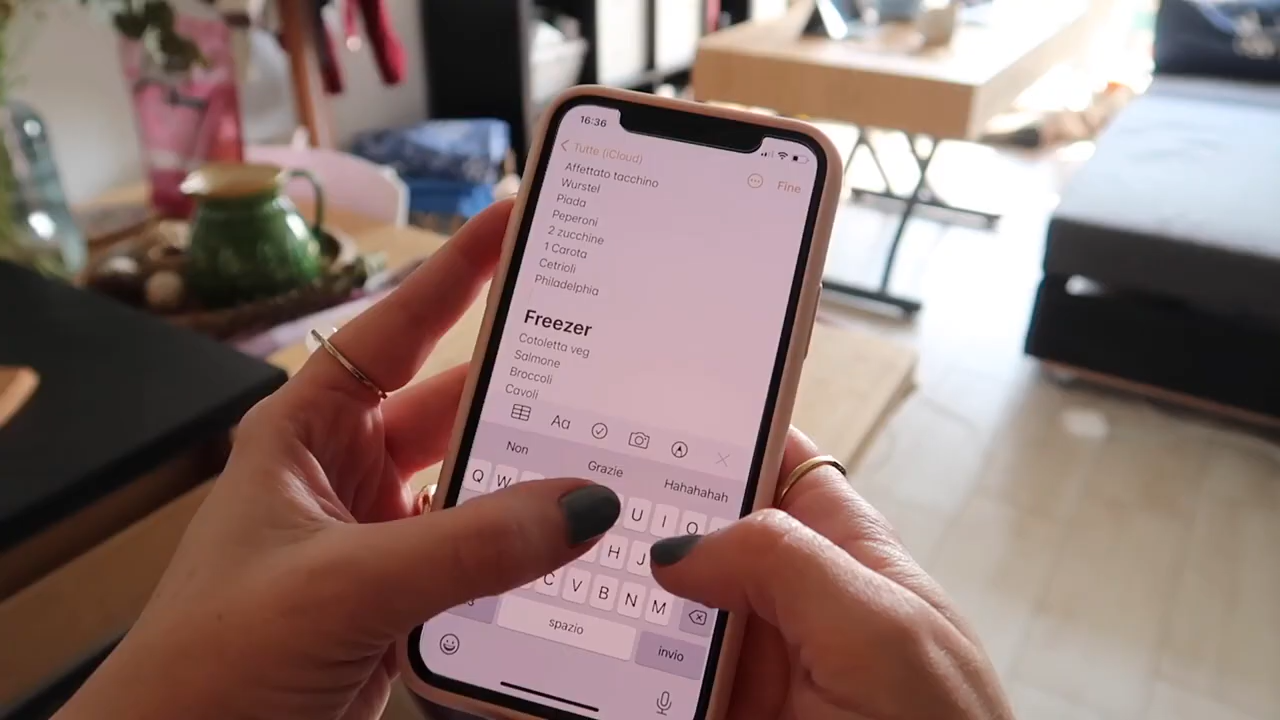 16:36
Tutte (iCloud)
Fine
Affettato tacchino
Wurstel
Piada
Peperoni
2 zucchine
1 Carota
Cetrioli
Philadelphia
Freezer
Cotoletta veg
Salmone
Broccoli
Cavoli
Aa
Non Grazie Hahahahah
Q W U I O
H J
C V B N M
spazio invio